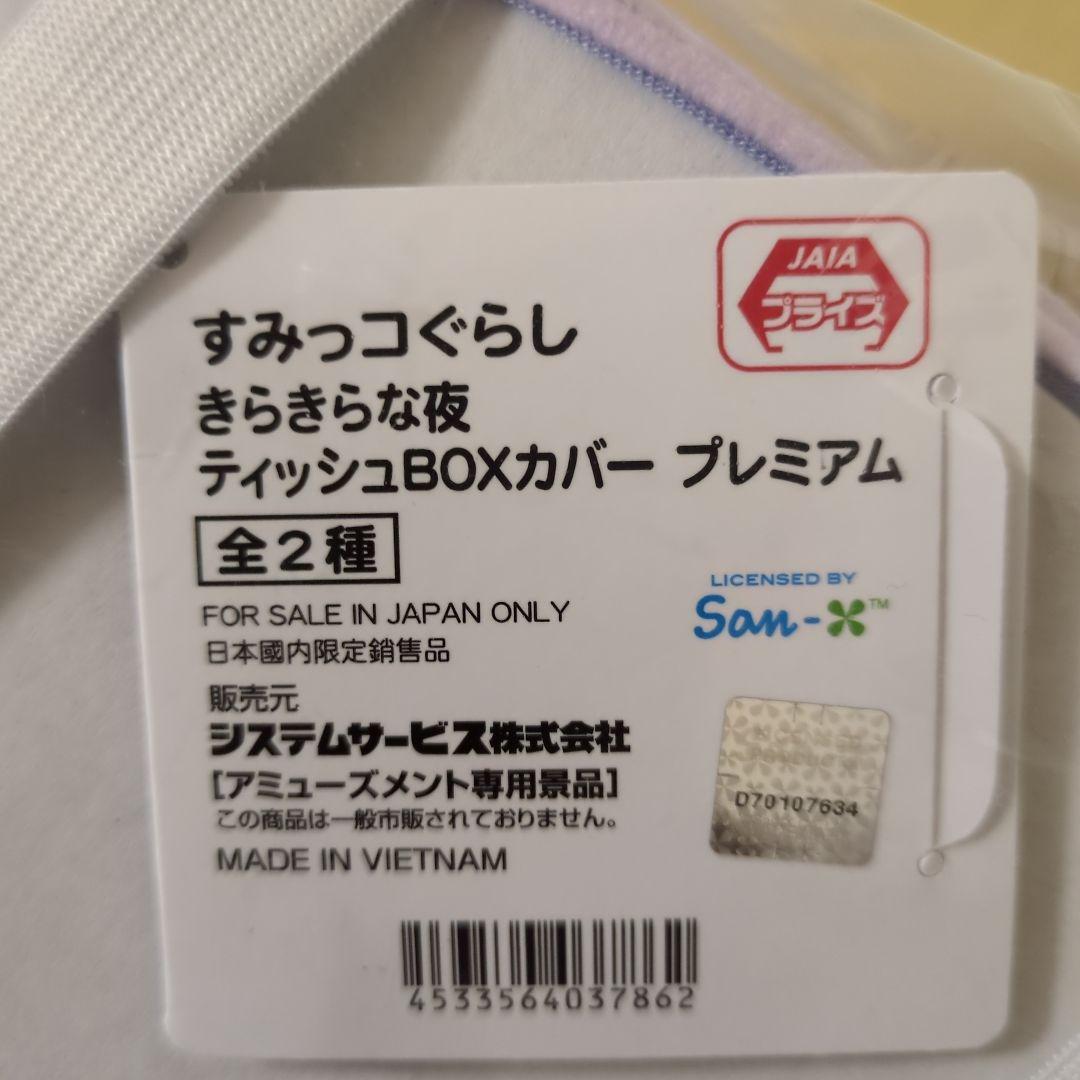 JAIA
プライズ
すみっコぐらし
きらきらな夜
ティッシュBOXカバー プレミアム
全2種
FOR SALE IN JAPAN ONLY
日本國内限定銷售品
LICENSED BY
San-X™
販売元
システムサービス株式会社
[アミューズメント専用景品]
この商品は一般市販されておりません。
MADE IN VIETNAM
D70107634
4533564037862